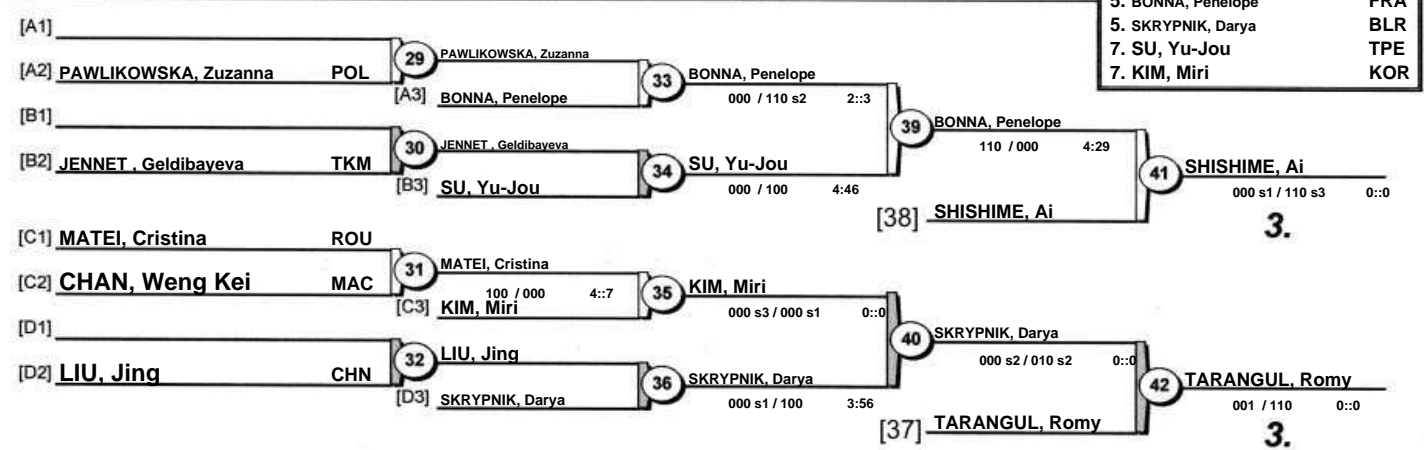 5. BONNA, Penelope FRA
5. SKRYPNIK, Darya BLR
7. SU, Yu-Jou TPE
7. KIM, Miri KOR
[A1]
[A2] PAWLIKOWSKA, Zuzanna POL
29
PAWLIKOWSKA, Zuzanna
[A3] BONNA, Penelope
33
BONNA, Penelope
000 / 110 s2 2::3
[B1]
[B2] JENNET , Geldibayeva TKM
30
JENNET , Geldibayeva
[B3] SU, Yu-Jou
34
SU, Yu-Jou
000 / 100 4:46
39
BONNA, Penelope
110 / 000 4:29
[38] SHISHIME, Ai
41
SHISHIME, Ai
000 s1 / 110 s3 0::0
3.
[C1] MATEI, Cristina ROU
[C2] CHAN, Weng Kei MAC
31
MATEI, Cristina
100 / 000 4::7
[C3] KIM, Miri
35
KIM, Miri
000 s3 / 000 s1 0::0
[D1]
[D2] LIU, Jing CHN
32
LIU, Jing
[D3] SKRYPNIK, Darya
36
SKRYPNIK, Darya
000 s1 / 100 3:56
40
SKRYPNIK, Darya
000 s2 / 010 s2 0::0
[37] TARANGUL, Romy
42
TARANGUL, Romy
001 / 110 0::0
3.